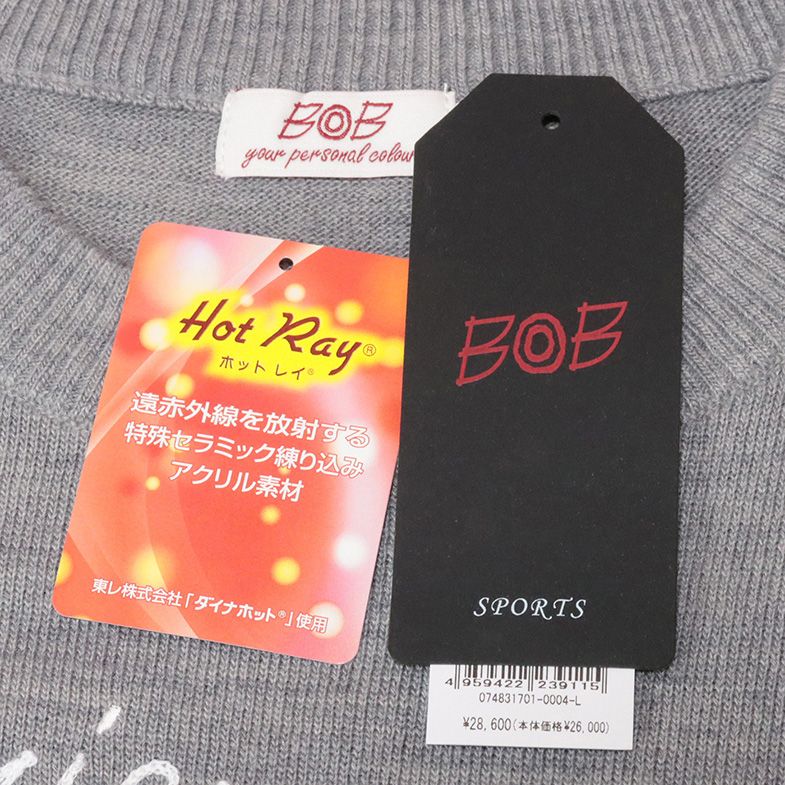 BOB
your personal colour
Hot Ray®
ホットレイ®
遠赤外線を放射する
特殊セラミック練り込み
アクリル素材
東レ株式会社「ダイナホット®」使用
BOB
SPORTS
4 959422 239115
074831701-0004-L
¥28,600(本体価格¥26,000)